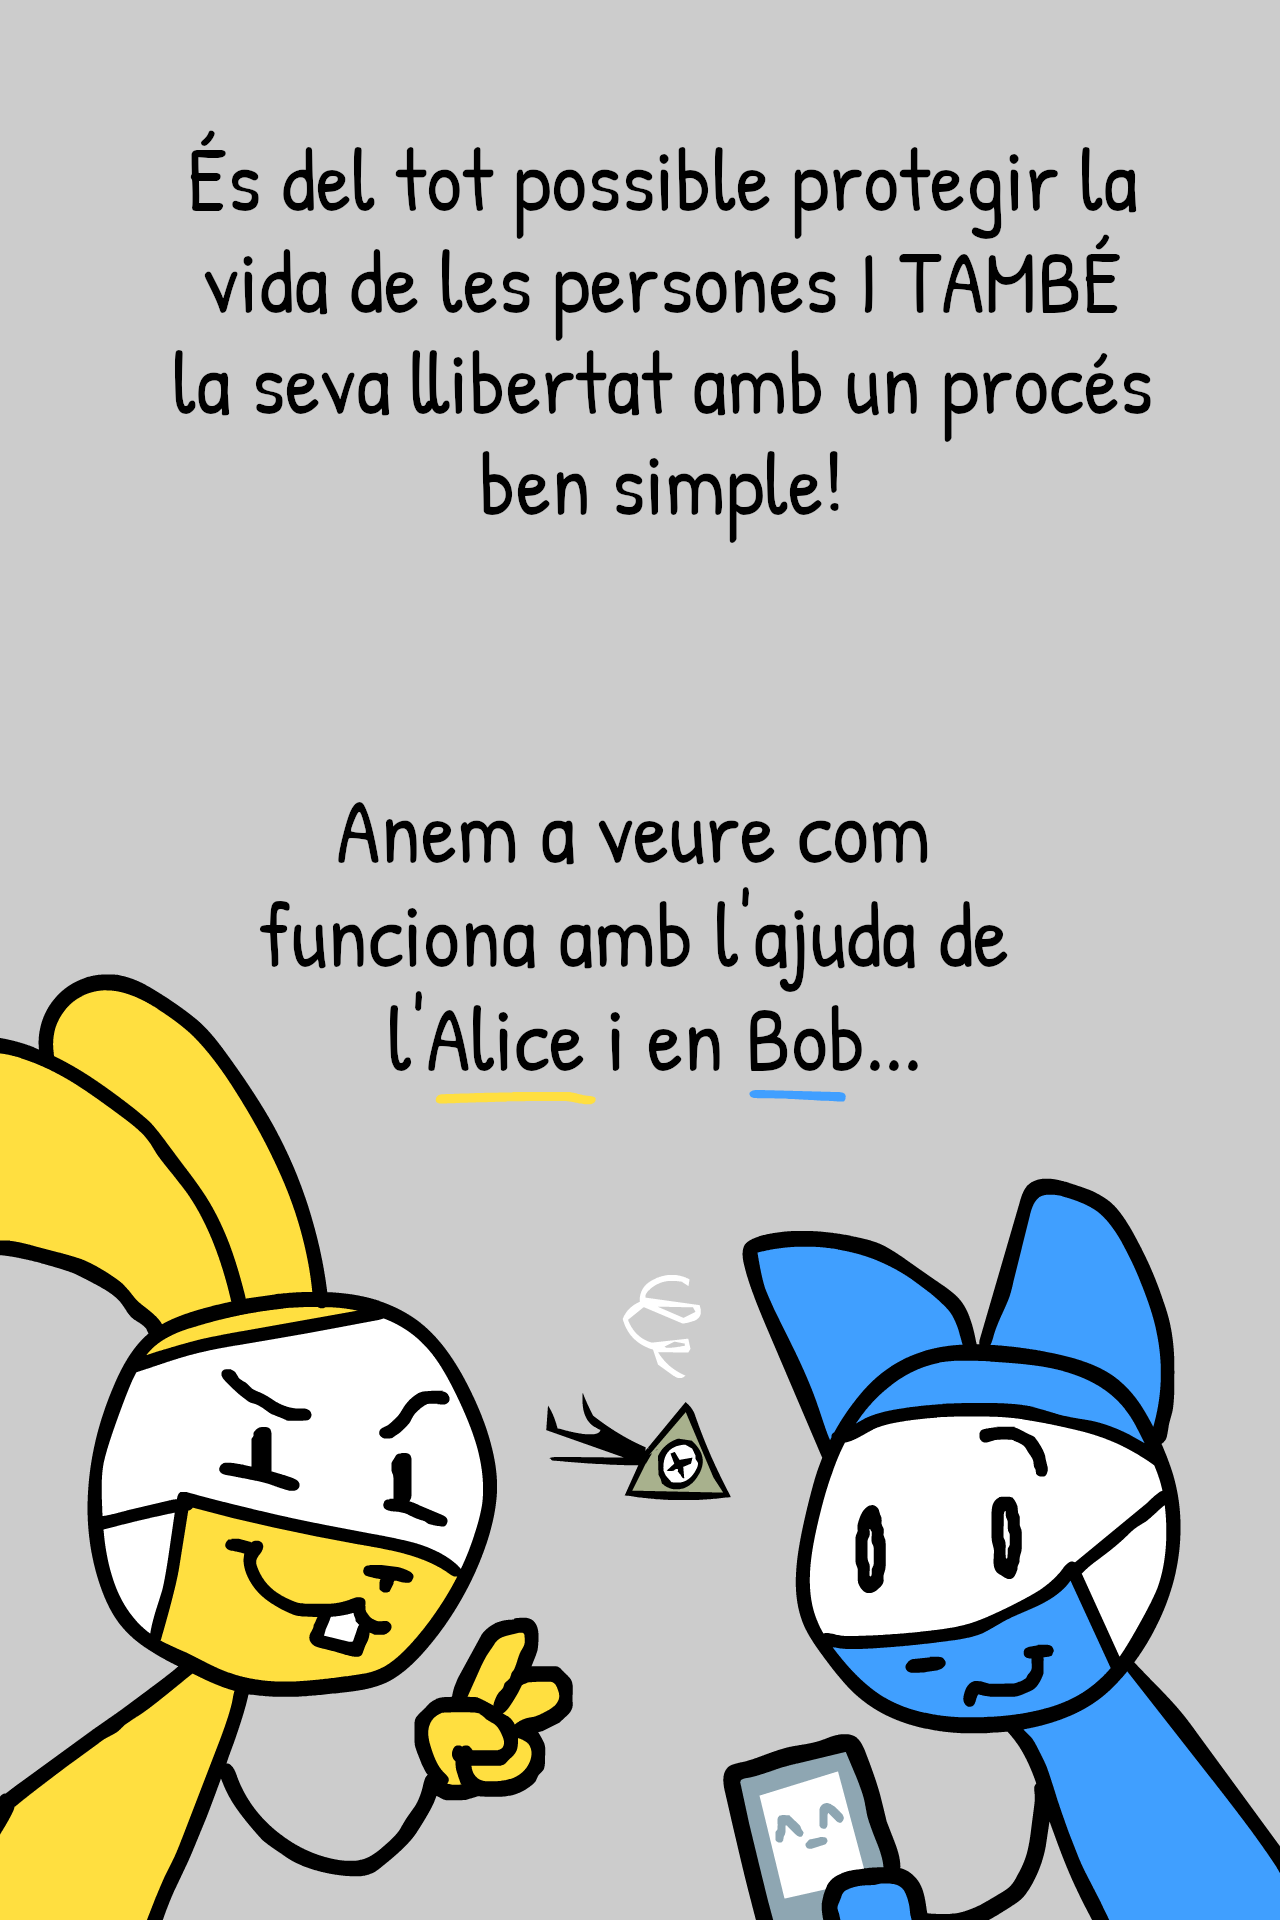 És del tot possible protegir la
vida de les persones I TAMBÉ
la seva llibertat amb un procés
ben simple!
Anem a veure com
funciona amb l'ajuda de
l'Alice i en Bob...